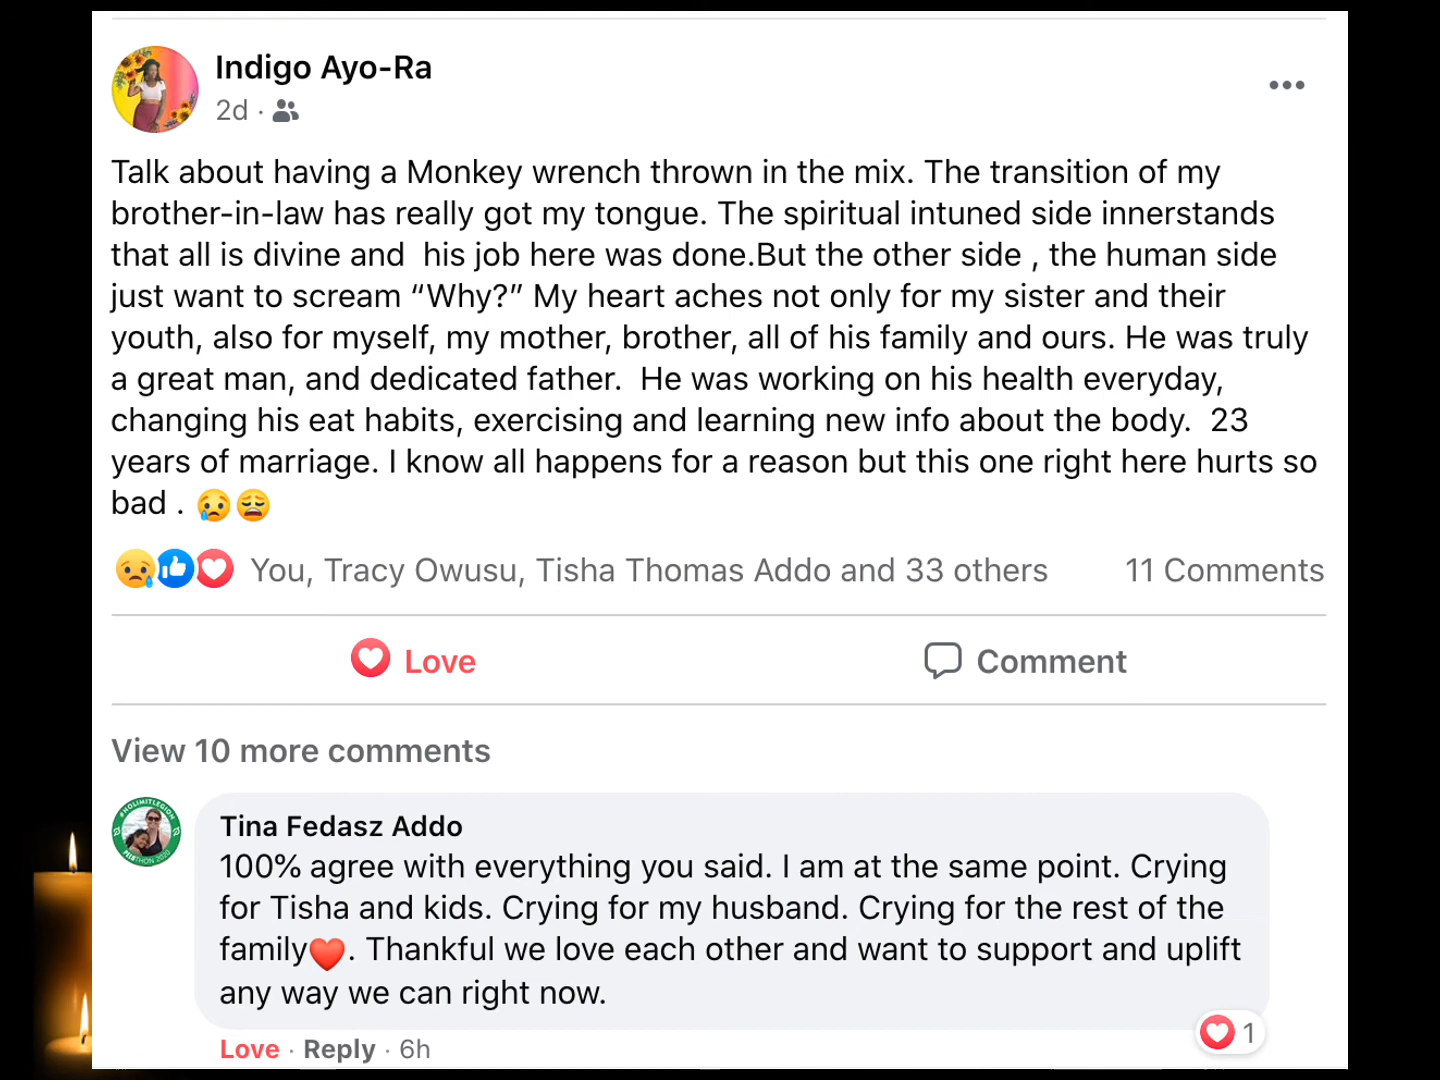 Indigo Ayo-Ra
2d ·
Talk about having a Monkey wrench thrown in the mix. The transition of my
brother-in-law has really got my tongue. The spiritual intuned side innerstands
that all is divine and  his job here was done.But the other side , the human side
just want to scream “Why?” My heart aches not only for my sister and their
youth, also for myself, my mother, brother, all of his family and ours. He was truly
a great man, and dedicated father.  He was working on his health everyday,
changing his eat habits, exercising and learning new info about the body.  23
years of marriage. I know all happens for a reason but this one right here hurts so
bad . 😥😩
You, Tracy Owusu, Tisha Thomas Addo and 33 others 11 Comments
Love Comment
View 10 more comments
#NOLIMITLEGION
Tina Fedasz Addo
100% agree with everything you said. I am at the same point. Crying
for Tisha and kids. Crying for my husband. Crying for the rest of the
family❤️. Thankful we love each other and want to support and uplift
any way we can right now.
1
Love · Reply · 6h